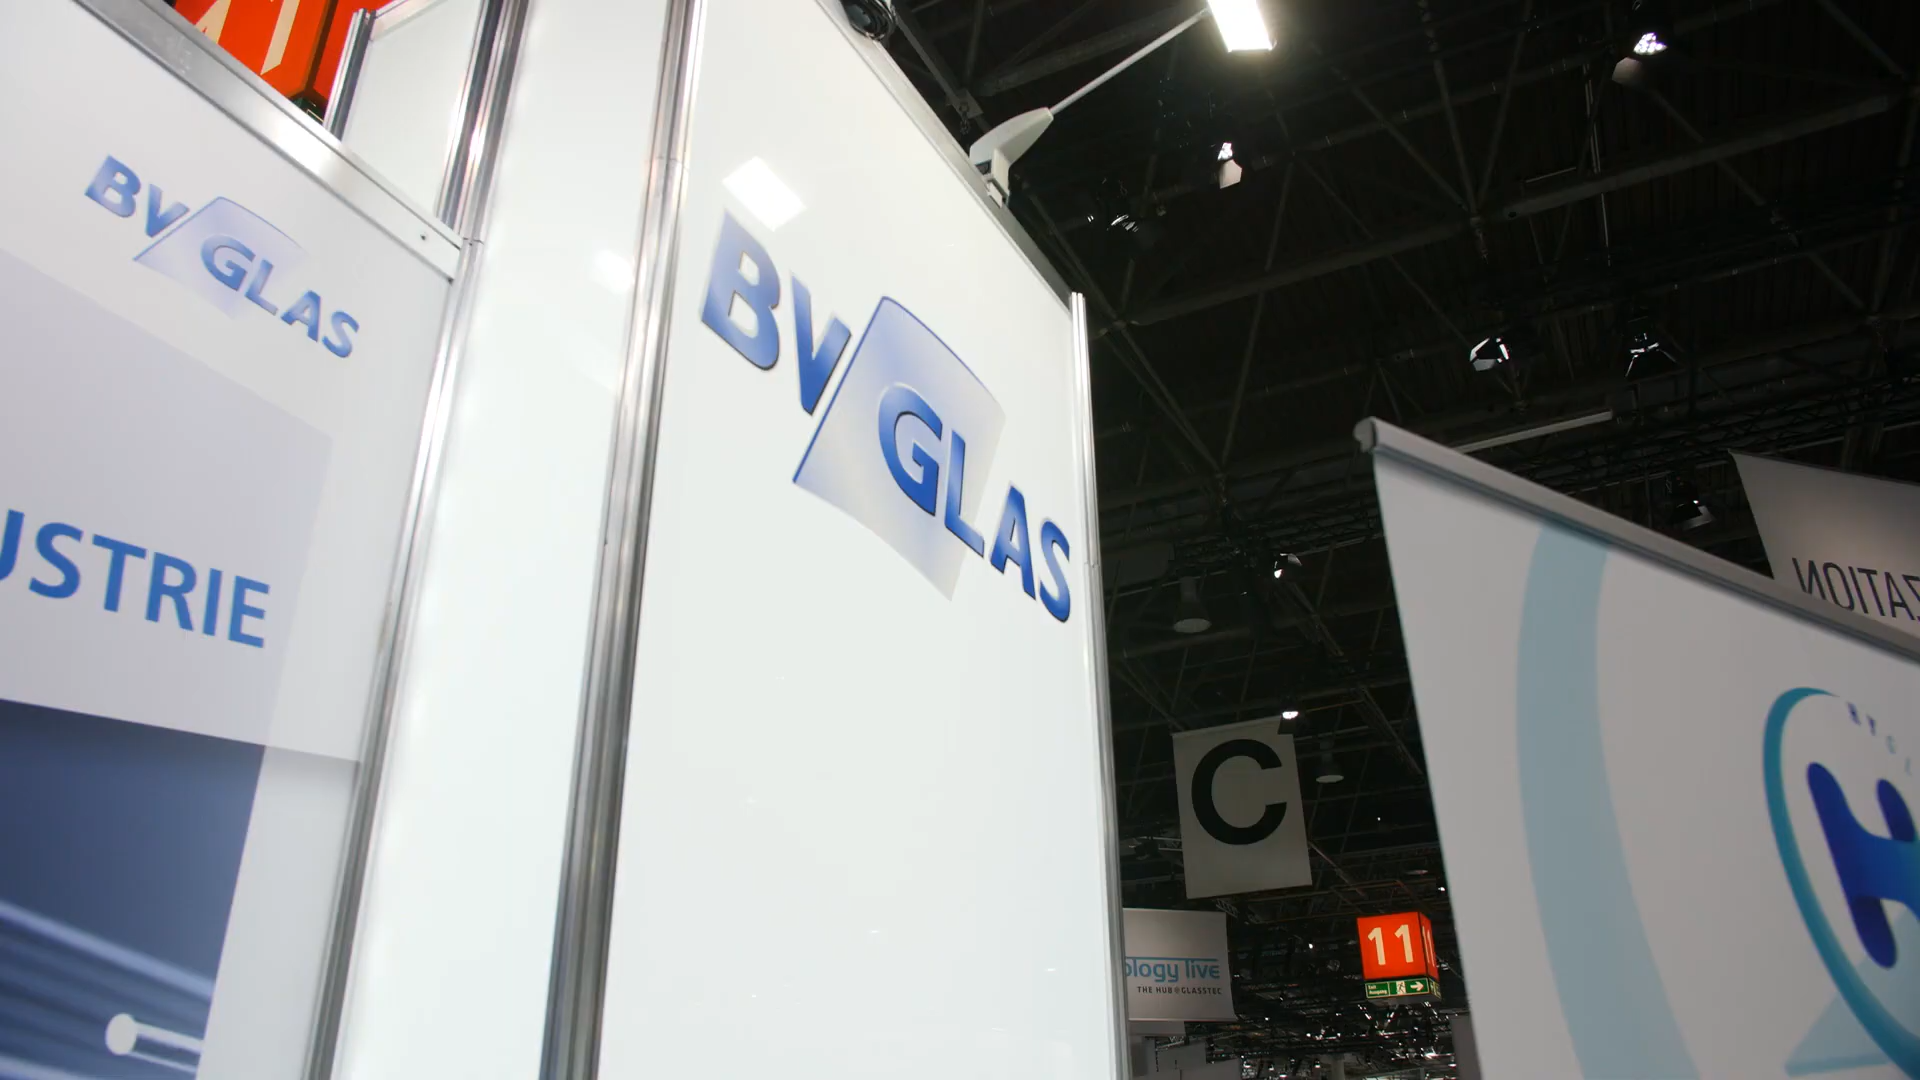 BV GLAS
USTRIE
BV GLAS
C
ology live
THE HUB@GLASSTEC
11
H